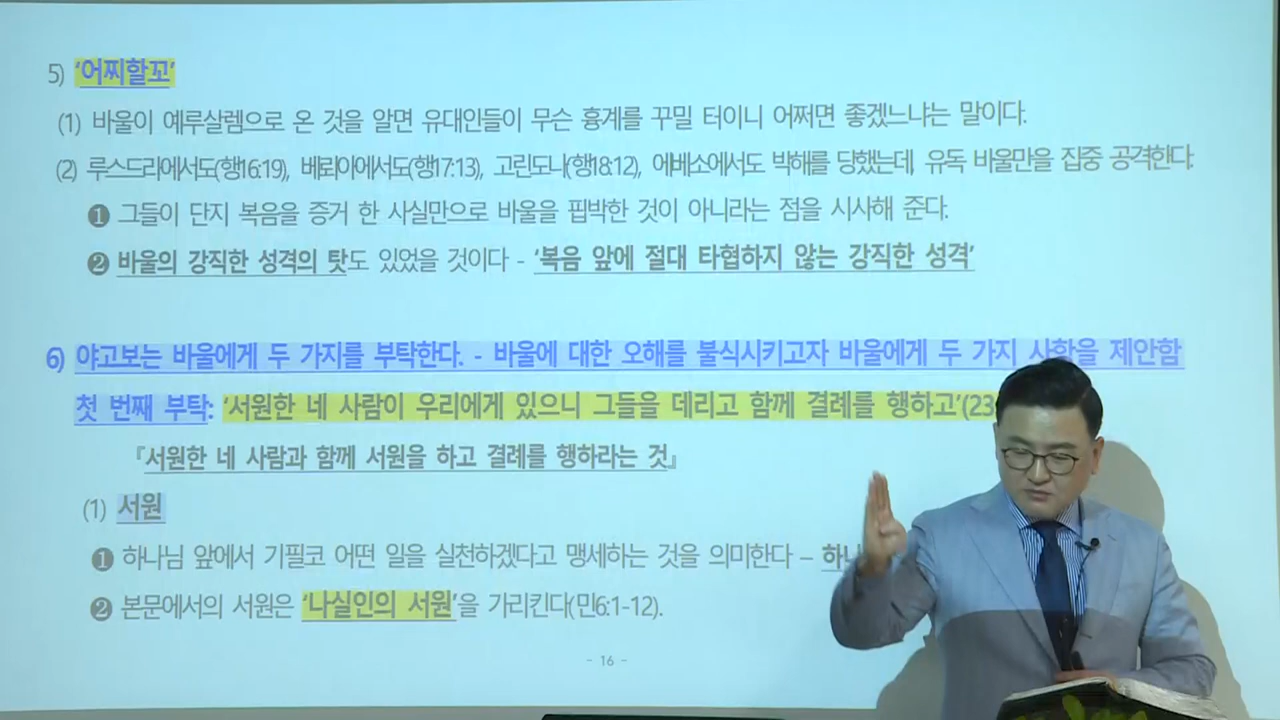 5) '어찌할꼬'
(1) 바울이 예루살렘으로 온 것을 알면 유대인들이 무슨 흉계를 꾸밀 터이니 어쩌면 좋겠느냐는 말이다.
(2) 루스드라에서도(행16:19), 베뢰아에서도(행17:13), 고린도나(행18:12), 에베소에서도 박해를 당했는데, 유독 바울만을 집중 공격한다.
❶ 그들이 단지 복음을 증거 한 사실만으로 바울을 핍박한 것이 아니라는 점을 시사해 준다.
❷ 바울의 강직한 성격의 탓도 있었을 것이다 - '복음 앞에 절대 타협하지 않는 강직한 성격'
6) 야고보는 바울에게 두 가지를 부탁한다. - 바울에 대한 오해를 불식시키고자 바울에게 두 가지 사항을 제안함
첫 번째 부탁: '서원한 네 사람이 우리에게 있으니 그들을 데리고 함께 결례를 행하고'(23
『서원한 네 사람과 함께 서원을 하고 결례를 행하라는 것』
(1) 서원
❶ 하나님 앞에서 기필코 어떤 일을 실천하겠다고 맹세하는 것을 의미한다 –
❷ 본문에서의 서원은 '나실인의 서원'을 가리킨다(민6:1-12).
- 16 -